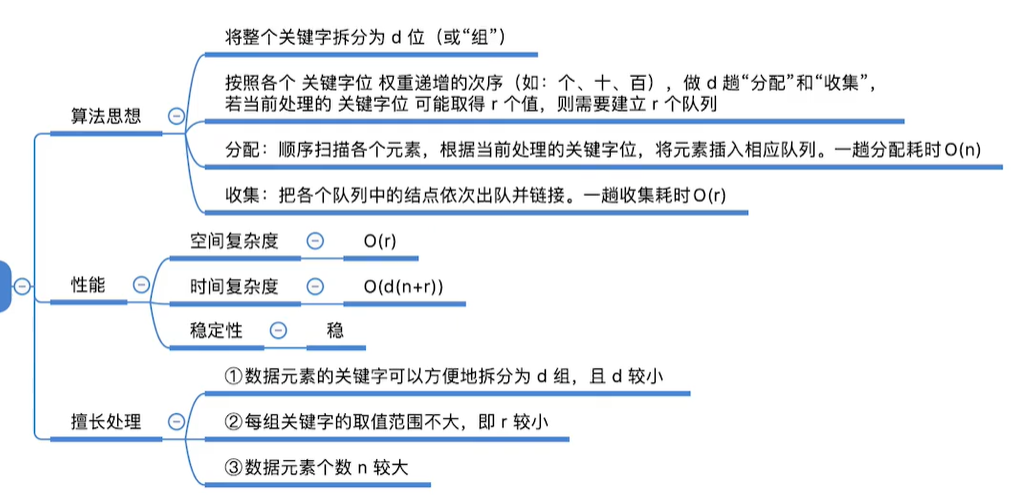 将整个关键字拆分为 d 位（或“组”）
按照各个 关键字位 权重递增的次序（如：个、十、百），做 d 趟“分配”和“收集”，
若当前处理的 关键字位 可能取得 r 个值，则需要建立 r 个队列
算法思想
分配：顺序扫描各个元素，根据当前处理的关键字位，将元素插入相应队列。一趟分配耗时O(n)
收集：把各个队列中的结点依次出队并链接。一趟收集耗时O(r)
空间复杂度 O(r)
性能 时间复杂度 O(d(n+r))
稳定性 稳
①数据元素的关键字可以方便地拆分为 d 组，且 d 较小
擅长处理 ②每组关键字的取值范围不大，即 r 较小
③数据元素个数 n 较大